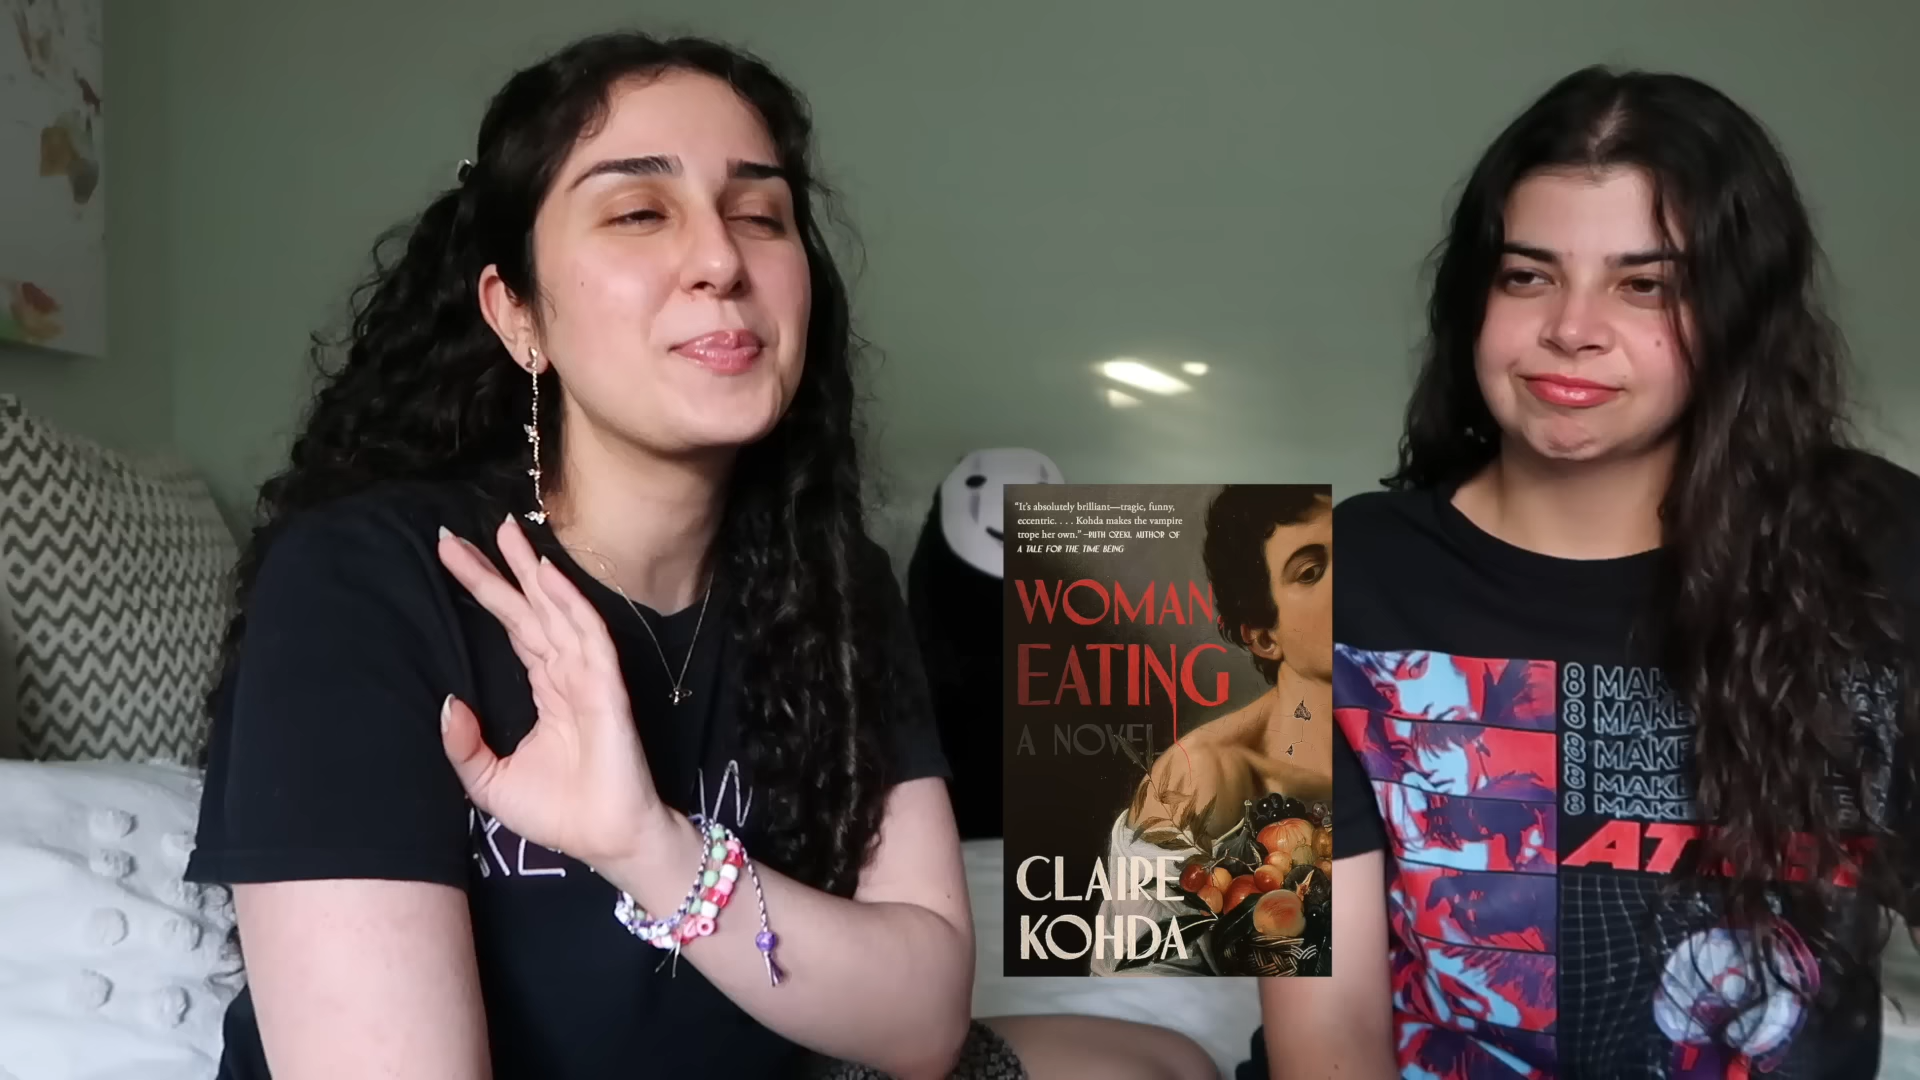 "It's absolutely brilliant—tragic, funny,
eccentric. . . . Kohda makes the vampire
trope her own." —RUTH OZEKI, AUTHOR OF
A TALE FOR THE TIME BEING
WOMAN,
EATING
A NOVEL
CLAIRE
KOHDA
8 MAKE
8 MAKE
8 MAKE
8 MAKE
8 MAKE